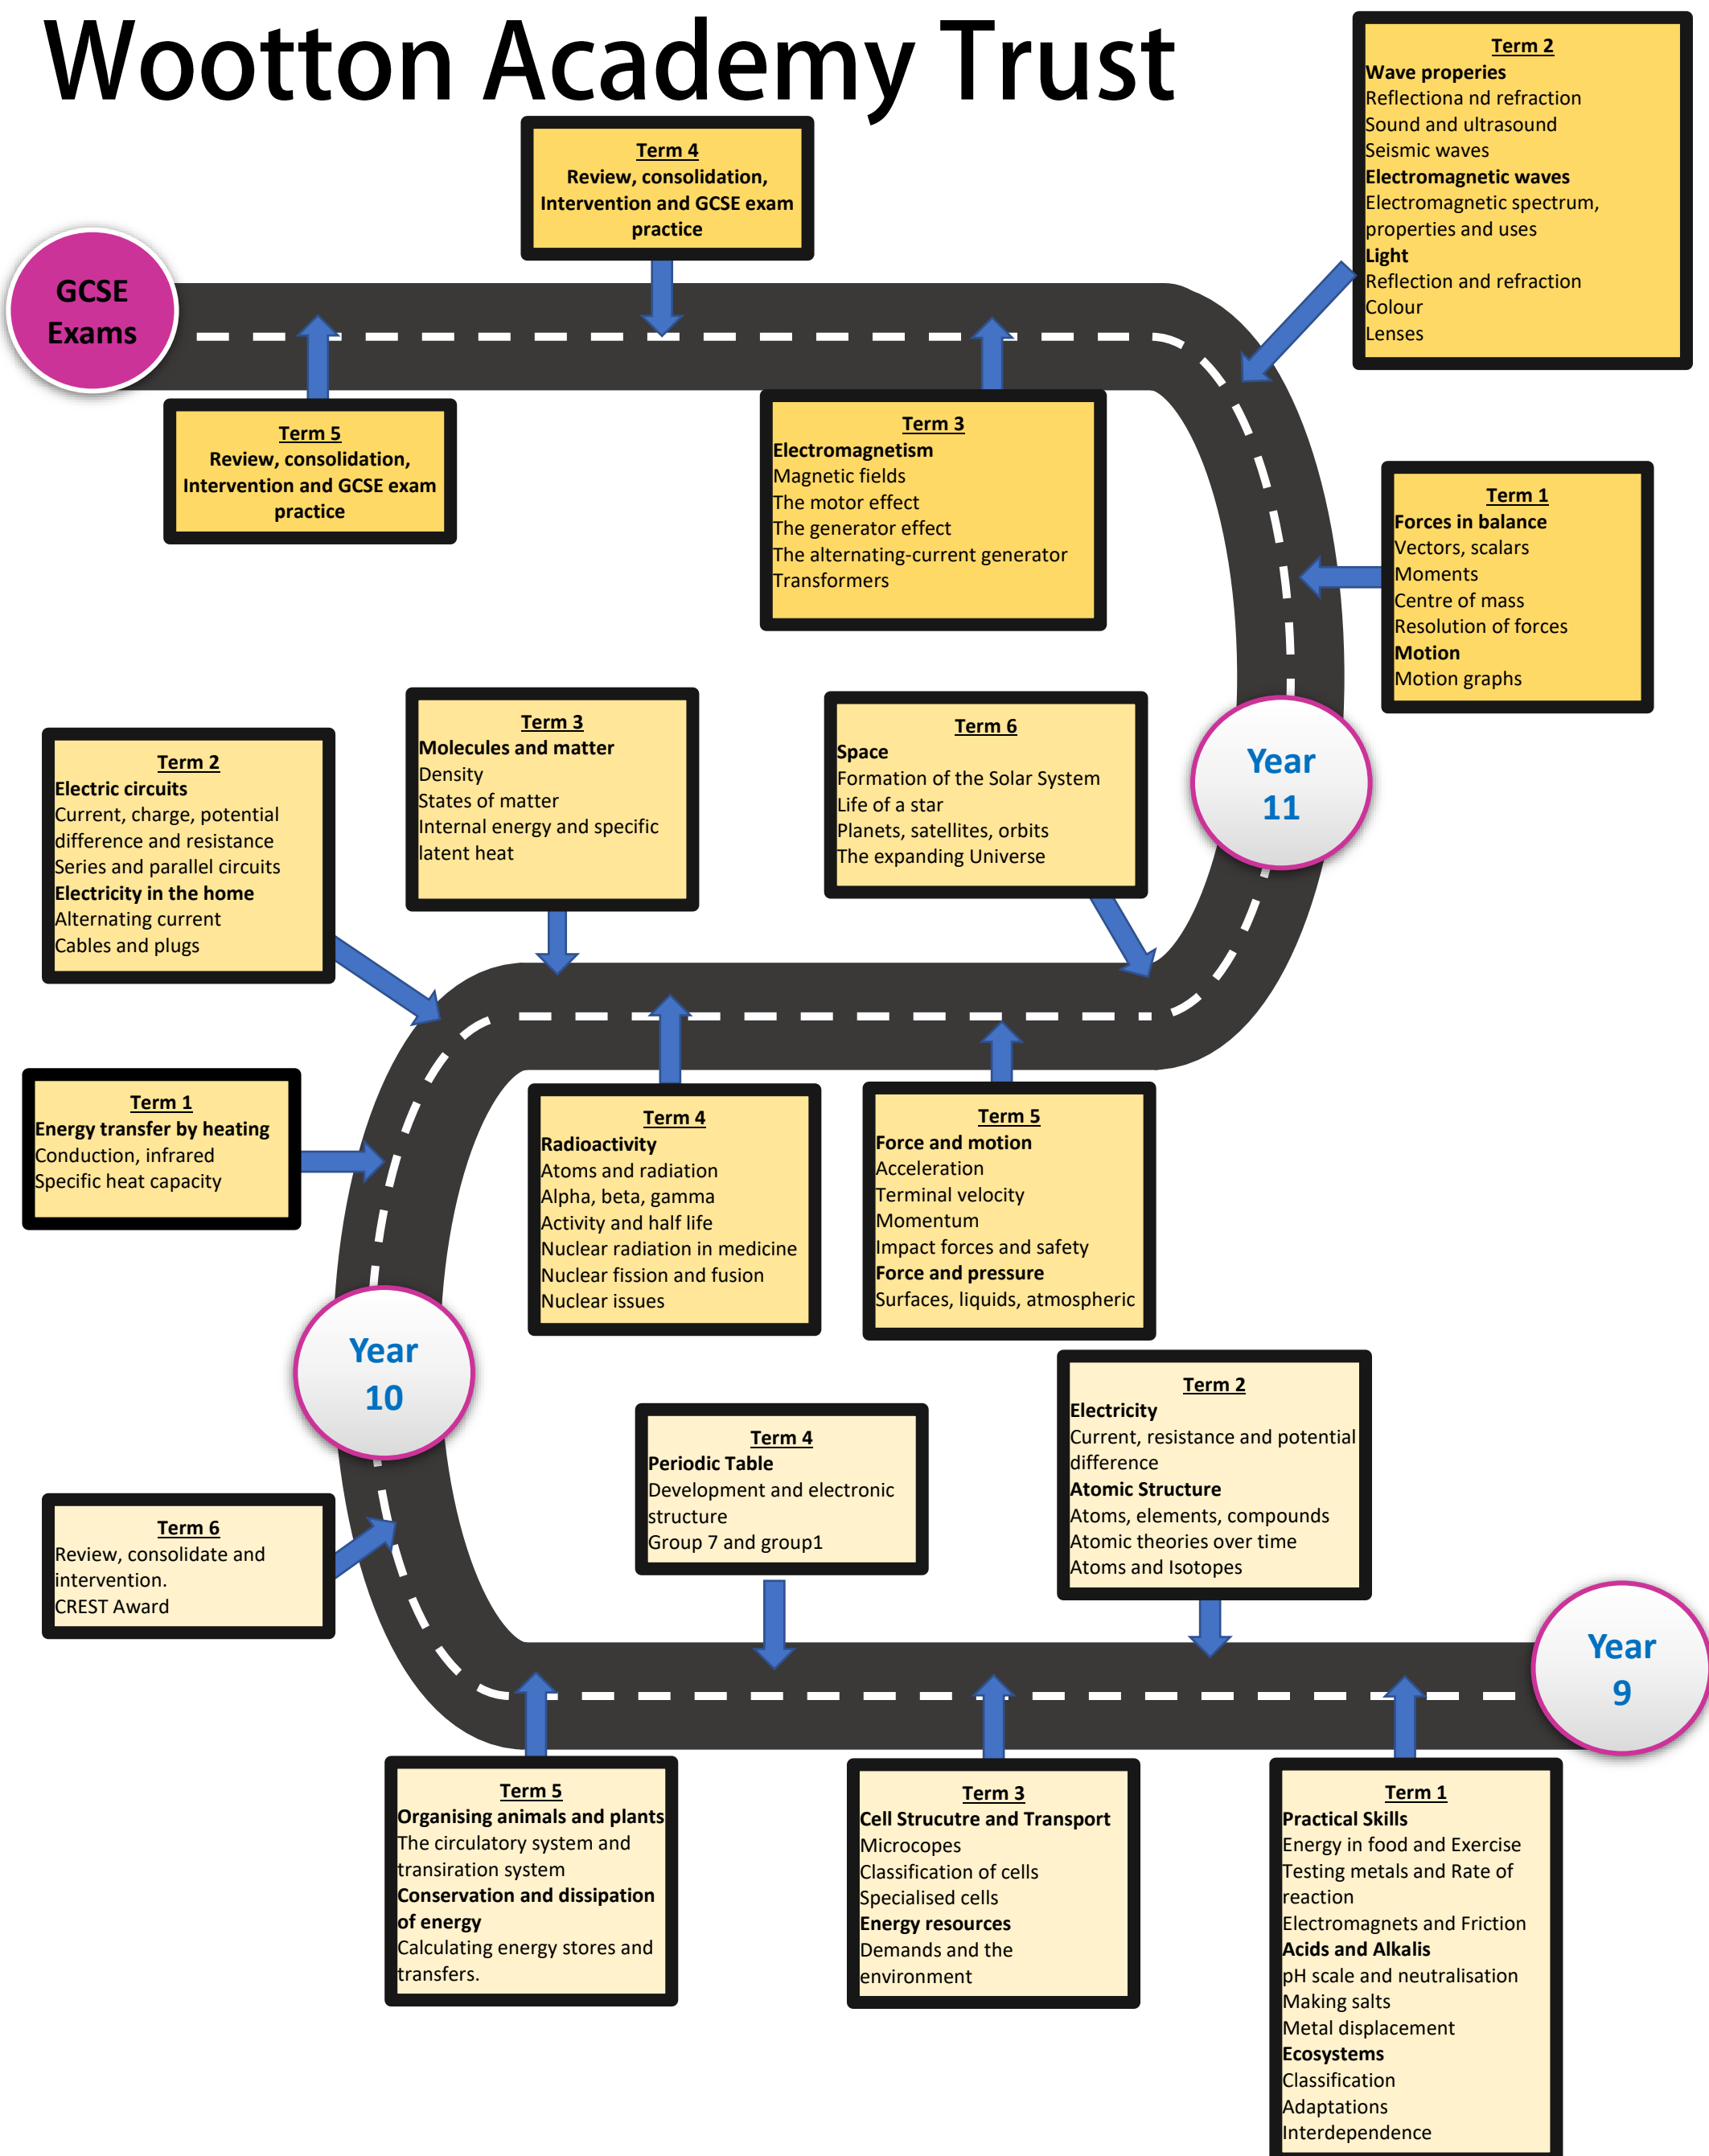 Wootton Academy Trust
Term 2
Wave properies
Reflectiona nd refraction
Sound and ultrasound
Seismic waves
Electromagnetic waves
Electromagnetic spectrum,
properties and uses
Light
Reflection and refraction
Colour
Lenses
Term 4
Review, consolidation,
Intervention and GCSE exam
practice
GCSE
Exams
Term 5
Review, consolidation,
Intervention and GCSE exam
practice
Term 3
Electromagnetism
Magnetic fields
The motor effect
The generator effect
The alternating-current generator
Transformers
Term 1
Forces in balance
Vectors, scalars
Moments
Centre of mass
Resolution of forces
Motion
Motion graphs
Year
11
Term 2
Electric circuits
Current, charge, potential
difference and resistance
Series and parallel circuits
Electricity in the home
Alternating current
Cables and plugs
Term 3
Molecules and matter
Density
States of matter
Internal energy and specific
latent heat
Term 6
Space
Formation of the Solar System
Life of a star
Planets, satellites, orbits
The expanding Universe
Term 1
Energy transfer by heating
Conduction, infrared
Specific heat capacity
Term 4
Radioactivity
Atoms and radiation
Alpha, beta, gamma
Activity and half life
Nuclear radiation in medicine
Nuclear fission and fusion
Nuclear issues
Term 5
Force and motion
Acceleration
Terminal velocity
Momentum
Impact forces and safety
Force and pressure
Surfaces, liquids, atmospheric
Year
10
Term 6
Review, consolidate and
intervention.
CREST Award
Term 4
Periodic Table
Development and electronic
structure
Group 7 and group1
Term 2
Electricity
Current, resistance and potential
difference
Atomic Structure
Atoms, elements, compounds
Atomic theories over time
Atoms and Isotopes
Year
9
Term 5
Organising animals and plants
The circulatory system and
transiration system
Conservation and dissipation
of energy
Calculating energy stores and
transfers.
Term 3
Cell Strucutre and Transport
Microcopes
Classification of cells
Specialised cells
Energy resources
Demands and the
environment
Term 1
Practical Skills
Energy in food and Exercise
Testing metals and Rate of
reaction
Electromagnets and Friction
Acids and Alkalis
pH scale and neutralisation
Making salts
Metal displacement
Ecosystems
Classification
Adaptations
Interdependence